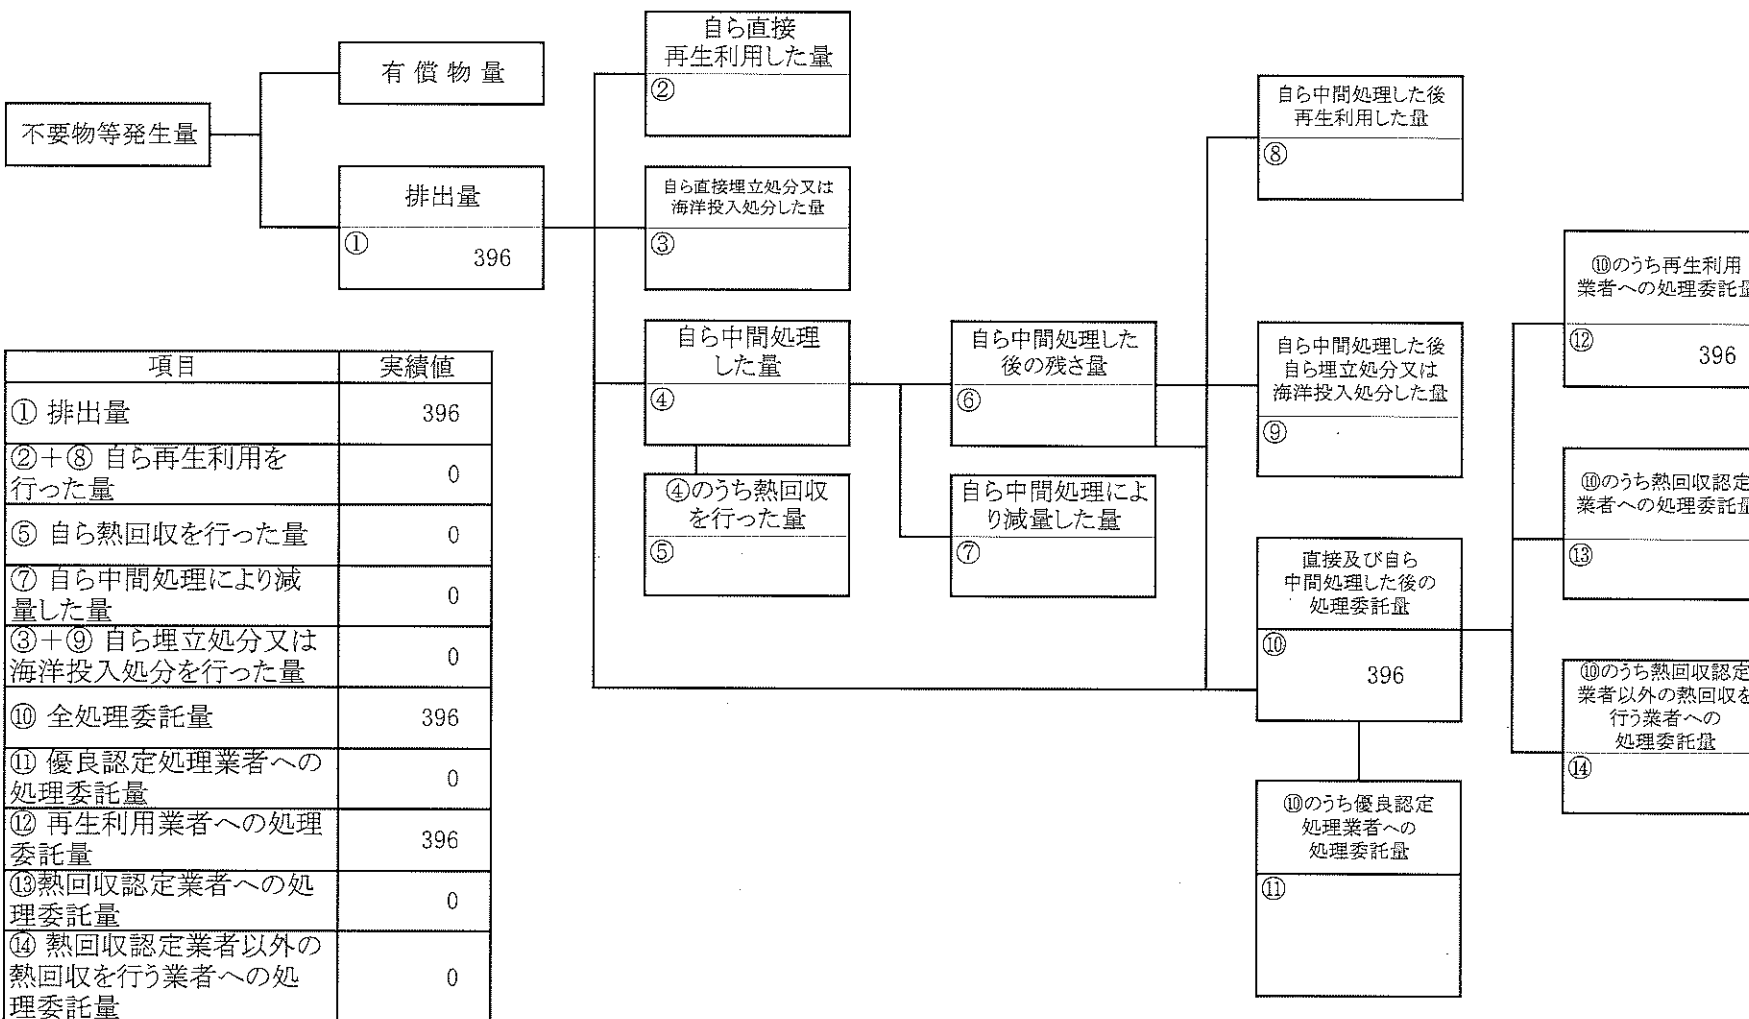 不要物等発生量
有償物量
排出量
①
396
自ら直接
再生利用した量
②
自ら直接埋立処分又は
海洋投入処分した量
③
自ら中間処理
した量
④
④のうち熱回収
を行った量
⑤
自ら中間処理した
後の残さ量
⑥
自ら中間処理によ
り減量した量
⑦
自ら中間処理した後
再生利用した量
⑧
自ら中間処理した後
自ら埋立処分又は
海洋投入処分した量
⑨
直接及び自ら
中間処理した後の
処理委託量
⑩
396
⑩のうち優良認定
処理業者への
処理委託量
⑪
⑩のうち再生利用
業者への処理委託量
⑫
396
⑩のうち熱回収認定
業者への処理委託量
⑬
⑩のうち熱回収認定
業者以外の熱回収を
行う業者への
処理委託量
⑭
項目 実績値
① 排出量 396
②+⑧ 自ら再生利用を
行った量 0
⑤ 自ら熱回収を行った量 0
⑦ 自ら中間処理により減
量した量 0
③+⑨ 自ら埋立処分又は
海洋投入処分を行った量 0
⑩ 全処理委託量 396
⑪ 優良認定処理業者への
処理委託量 0
⑫ 再生利用業者への処理
委託量 396
⑬熱回収認定業者への処
理委託量 0
⑭ 熱回収認定業者以外の
熱回収を行う業者への処
理委託量 0